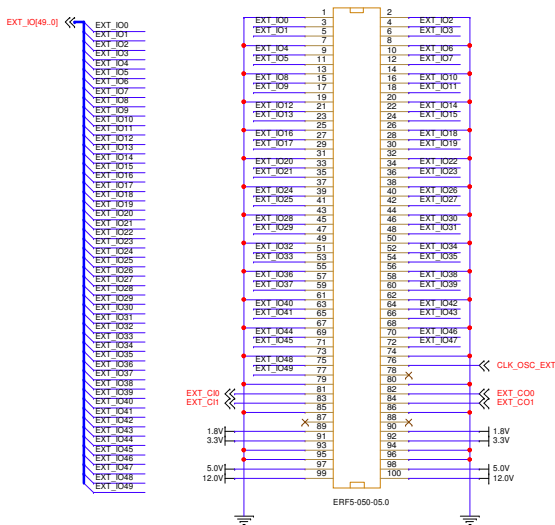 EXT_IO[49..0]
EXT_IO0
EXT_IO1
EXT_IO2
EXT_IO3
EXT_IO4
EXT_IO5
EXT_IO6
EXT_IO7
EXT_IO8
EXT_IO9
EXT_IO10
EXT_IO11
EXT_IO12
EXT_IO13
EXT_IO14
EXT_IO15
EXT_IO16
EXT_IO17
EXT_IO18
EXT_IO19
EXT_IO20
EXT_IO21
EXT_IO22
EXT_IO23
EXT_IO24
EXT_IO25
EXT_IO26
EXT_IO27
EXT_IO28
EXT_IO29
EXT_IO30
EXT_IO31
EXT_IO32
EXT_IO33
EXT_IO34
EXT_IO35
EXT_IO36
EXT_IO37
EXT_IO38
EXT_IO39
EXT_IO40
EXT_IO41
EXT_IO42
EXT_IO43
EXT_IO44
EXT_IO45
EXT_IO46
EXT_IO47
EXT_IO48
EXT_IO49
1 2
EXT_IO0 3 4 EXT_IO2
EXT_IO1 5 6 EXT_IO3
7 8
EXT_IO4 9 10 EXT_IO6
EXT_IO5 11 12 EXT_IO7
13 14
EXT_IO8 15 16 EXT_IO10
EXT_IO9 17 18 EXT_IO11
19 20
EXT_IO12 21 22 EXT_IO14
EXT_IO13 23 24 EXT_IO15
25 26
EXT_IO16 27 28 EXT_IO18
EXT_IO17 29 30 EXT_IO19
31 32
EXT_IO20 33 34 EXT_IO22
EXT_IO21 35 36 EXT_IO23
37 38
EXT_IO24 39 40 EXT_IO26
EXT_IO25 41 42 EXT_IO27
43 44
EXT_IO28 45 46 EXT_IO30
EXT_IO29 47 48 EXT_IO31
49 50
EXT_IO32 51 52 EXT_IO34
EXT_IO33 53 54 EXT_IO35
55 56
EXT_IO36 57 58 EXT_IO38
EXT_IO37 59 60 EXT_IO39
61 62
EXT_IO40 63 64 EXT_IO42
EXT_IO41 65 66 EXT_IO43
67 68
EXT_IO44 69 70 EXT_IO46
EXT_IO45 71 72 EXT_IO47
73 74
EXT_IO48 75 76 CLK_OSC_EXT
EXT_IO49 77 78
79 80
EXT_CI0 81 82 EXT_CO0
EXT_CI1 83 84 EXT_CO1
85 86
87 88
1.8V 89 90 1.8V
3.3V 91 92 3.3V
93 94
95 96
5.0V 97 98 5.0V
12.0V 99 100 12.0V
ERF5-050-05.0